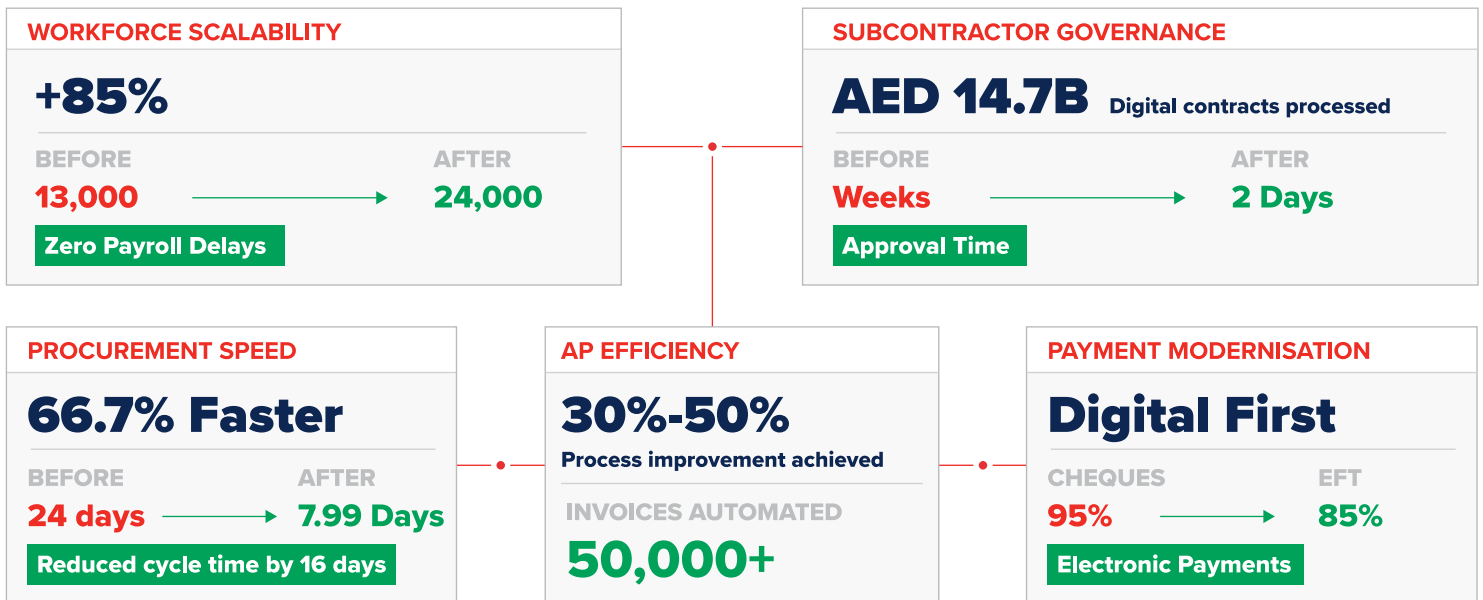 WORKFORCE SCALABILITY
+85%
BEFORE AFTER
13,000 24,000
Zero Payroll Delays
SUBCONTRACTOR GOVERNANCE
AED 14.7B Digital contracts processed
BEFORE AFTER
Weeks 2 Days
Approval Time
PROCUREMENT SPEED
66.7% Faster
BEFORE AFTER
24 days 7.99 Days
Reduced cycle time by 16 days
AP EFFICIENCY
30%-50%
Process improvement achieved
INVOICES AUTOMATED
50,000+
PAYMENT MODERNISATION
Digital First
CHEQUES EFT
95% 85%
Electronic Payments